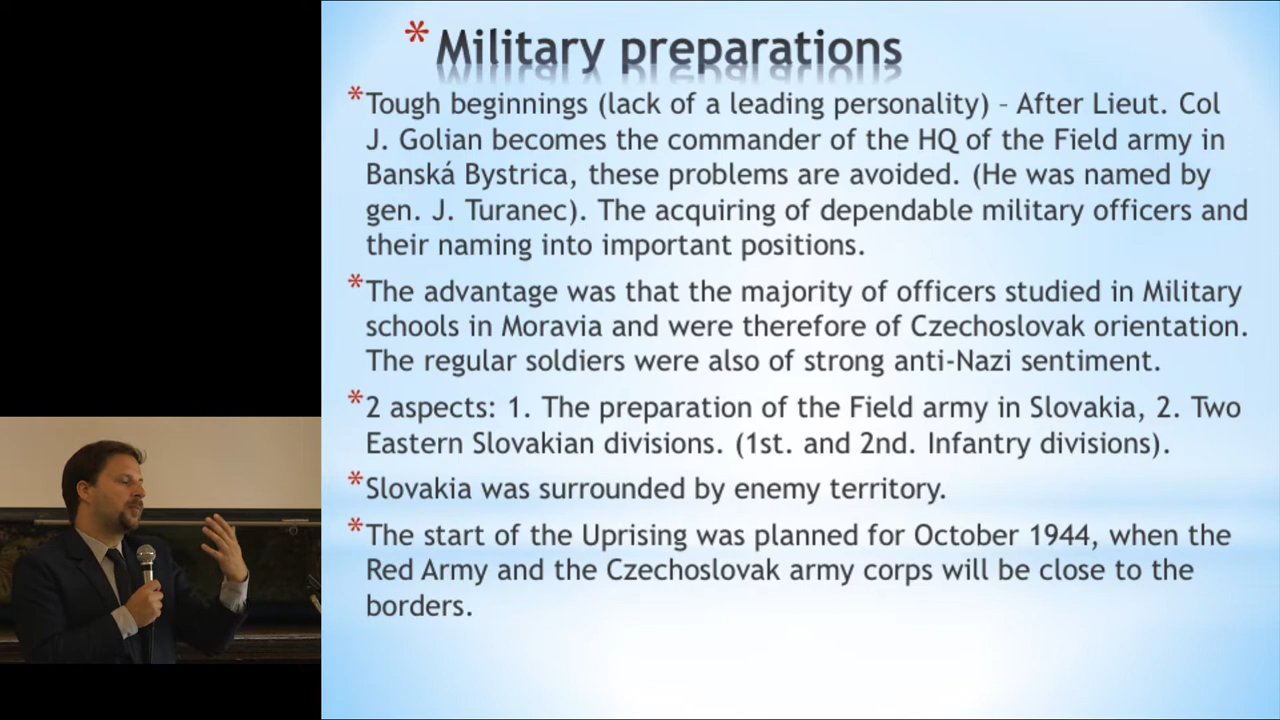 * Military preparations
* Tough beginnings (lack of a leading personality) – After Lieut. Col
J. Golian becomes the commander of the HQ of the Field army in
Banská Bystrica, these problems are avoided. (He was named by
gen. J. Turanec). The acquiring of dependable military officers and
their naming into important positions.
* The advantage was that the majority of officers studied in Military
schools in Moravia and were therefore of Czechoslovak orientation.
The regular soldiers were also of strong anti-Nazi sentiment.
* 2 aspects: 1. The preparation of the Field army in Slovakia, 2. Two
Eastern Slovakian divisions. (1st. and 2nd. Infantry divisions).
* Slovakia was surrounded by enemy territory.
* The start of the Uprising was planned for October 1944, when the
Red Army and the Czechoslovak army corps will be close to the
borders.